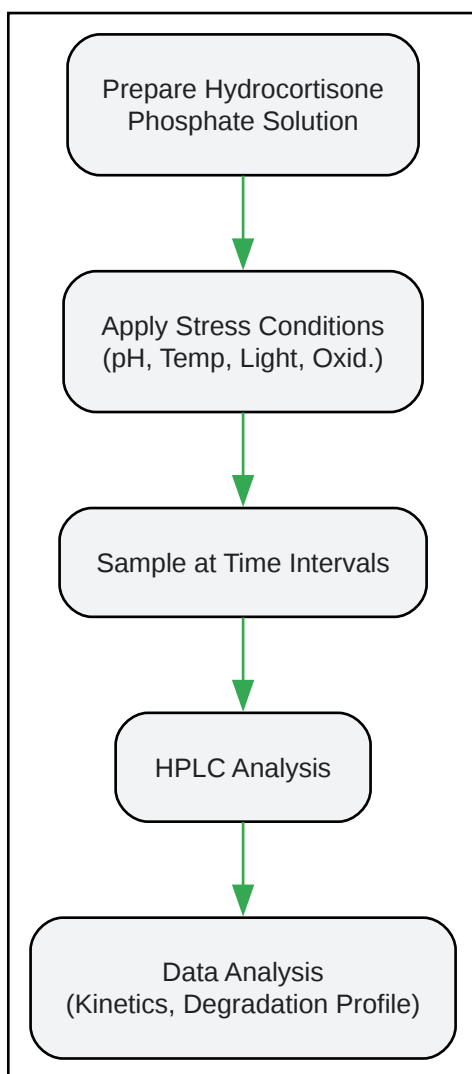 Prepare Hydrocortisone
Phosphate Solution
Apply Stress Conditions
(pH, Temp, Light, Oxid.)
Sample at Time Intervals
HPLC Analysis
Data Analysis
(Kinetics, Degradation Profile)